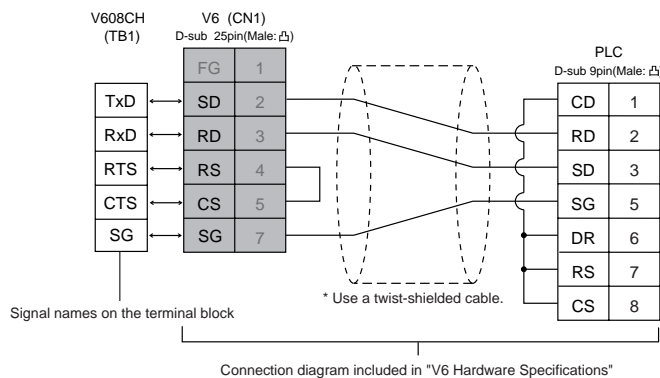 V608CH
(TB1)
V6 (CN1)
D-sub 25pin(Male: 凸)
PLC
D-sub 9pin(Male: 凸)
FG 1
TxD SD 2
RxD RD 3
RTS RS 4
CTS CS 5
SG SG 7
CD 1
RD 2
SD 3
SG 5
DR 6
RS 7
CS 8
* Use a twist-shielded cable.
Signal names on the terminal block
Connection diagram included in "V6 Hardware Specifications"